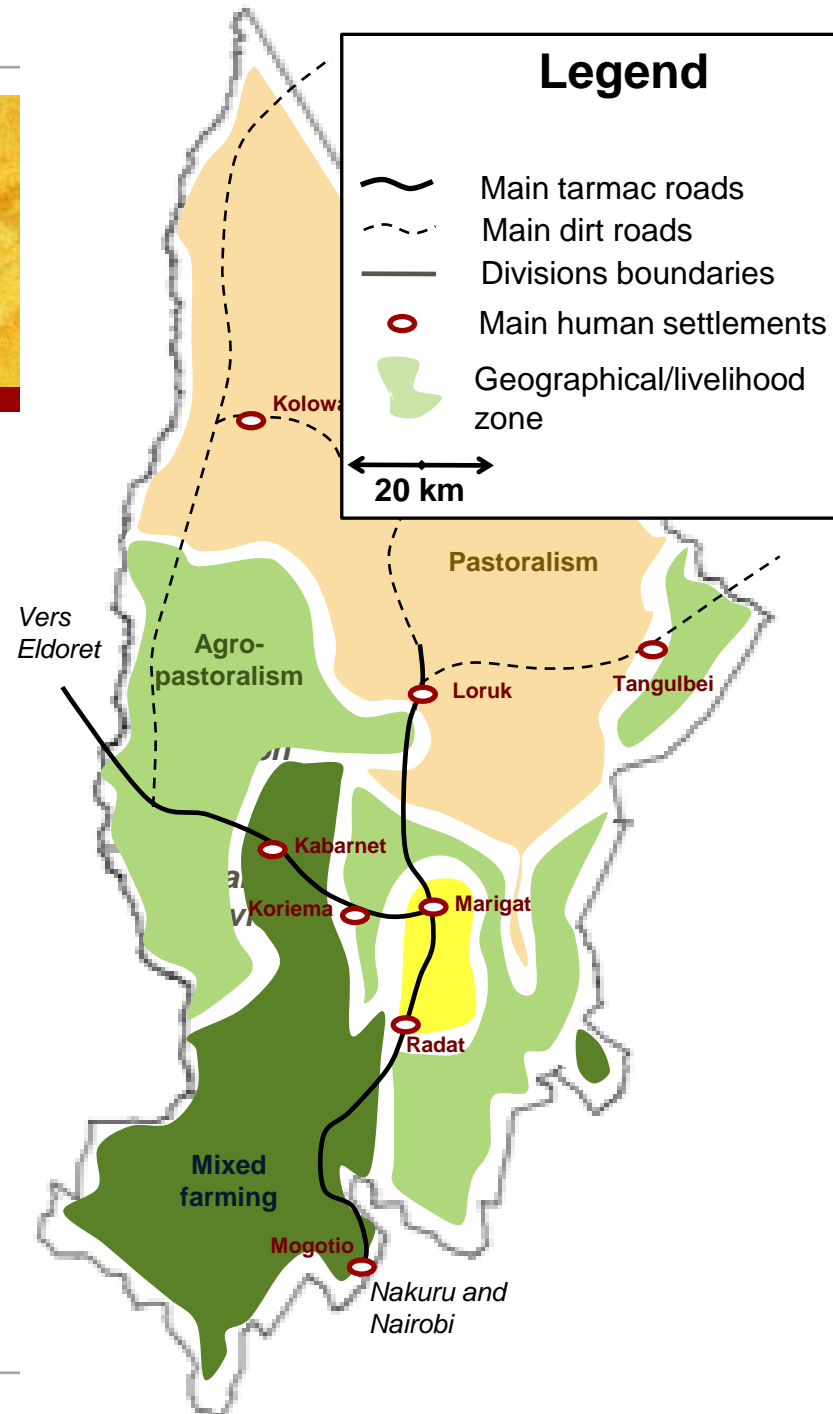 Legend
Main tarmac roads
Main dirt roads
Divisions boundaries
Main human settlements
Geographical/livelihood
zone
20 km
Pastoralism
Vers
Eldoret
Agro-
pastoralism
Loruk
Tangulbei
Kabarnet
Koriema
Marigat
Radat
Mixed
farming
Mogotio
Nakuru and
Nairobi